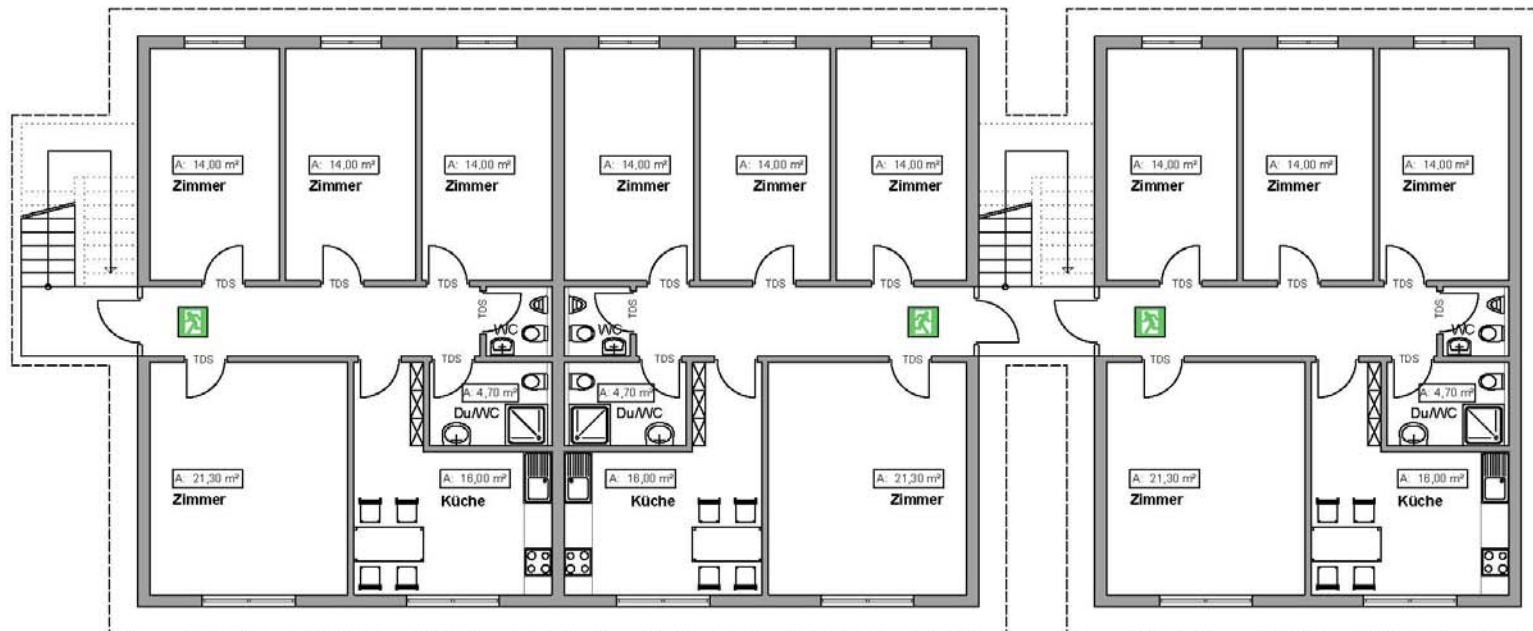 A: 14,00 m²
Zimmer
A: 14,00 m²
Zimmer
A: 14,00 m²
Zimmer
A: 14,00 m²
Zimmer
A: 14,00 m²
Zimmer
A: 14,00 m²
Zimmer
A: 14,00 m²
Zimmer
A: 14,00 m²
Zimmer
A: 14,00 m²
Zimmer
TDS
TDS
TDS
TDS
TDS
TDS
TDS
TDS
TDS
TDS
WC
TDS
WC
TDS
WC
TDS
TDS
TDS
TDS
TDS
TDS
A: 4,70 m²
Du/WC
A: 4,70 m²
Du/WC
A: 4,70 m²
Du/WC
A: 21,30 m²
Zimmer
A: 16,00 m²
Küche
A: 16,00 m²
Küche
A: 21,30 m²
Zimmer
A: 21,30 m²
Zimmer
A: 16,00 m²
Küche